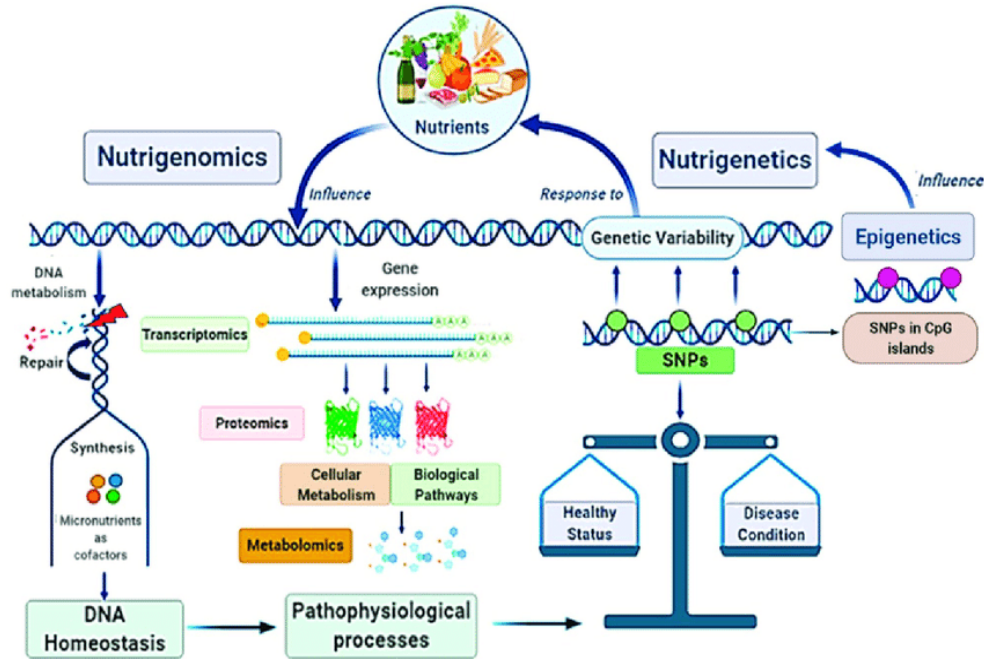 Nutrients
Nutrigenomics
Nutrigenetics
Influence
Response to
Influence
Genetic Variability
Epigenetics
DNA
metabolism
Gene
expression
Repair
Transcriptomics
A A A
A A A
A A A
SNPs
SNPs in CpG
islands
Proteomics
Synthesis
Cellular
Metabolism
Biological
Pathways
Micronutrients
as
cofactors
Metabolomics
Healthy
Status
Disease
Condition
DNA
Homeostasis
Pathophysiological
processes